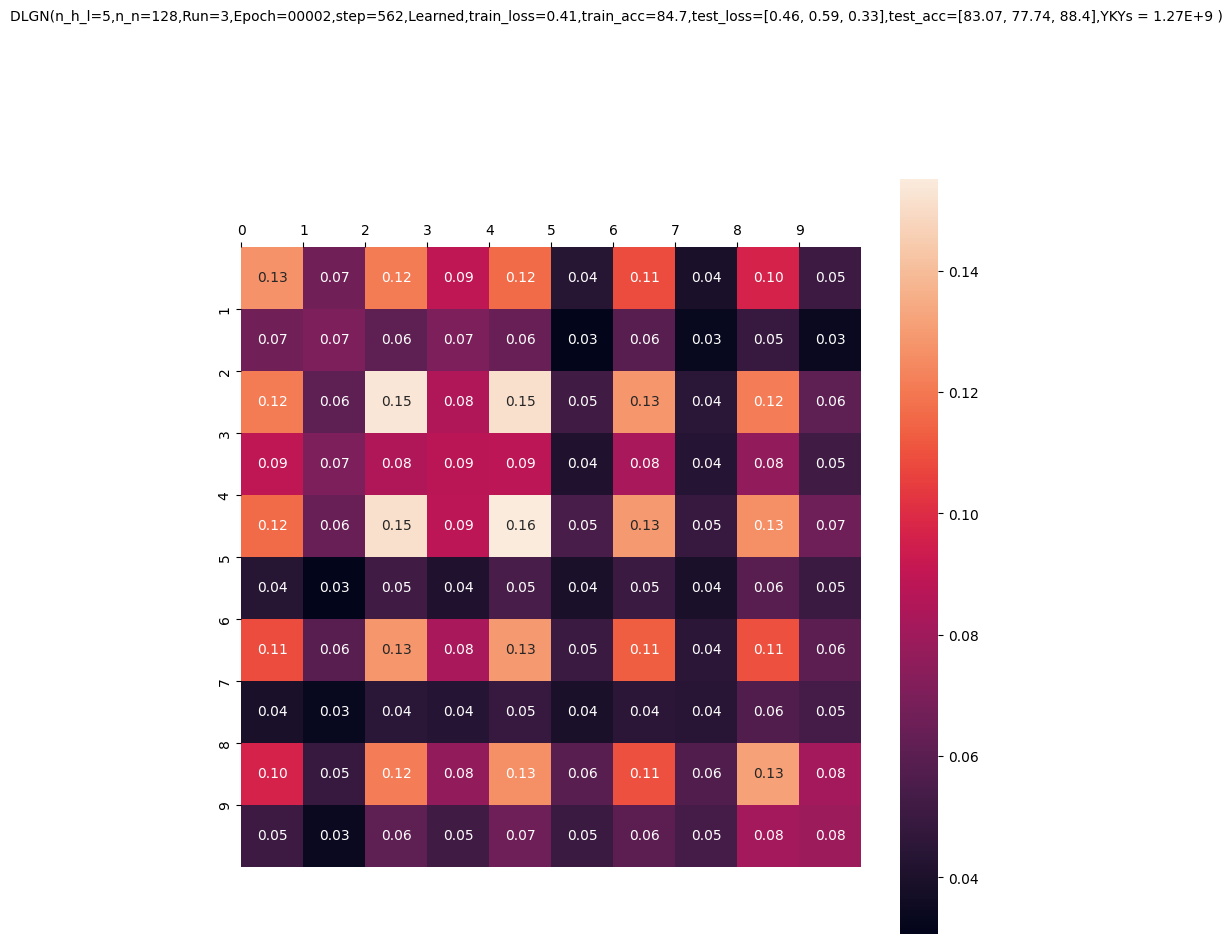 DLGN(n_h_l=5,n_n=128,Run=3,Epoch=00002,step=562,Learned,train_loss=0.41,train_acc=84.7,test_loss=[0.46, 0.59, 0.33],test_acc=[83.07, 77.74, 88.4],YKYs = 1.27E+9 )
0 1 2 3 4 5 6 7 8 9
0.13 0.07 0.12 0.09 0.12 0.04 0.11 0.04 0.10 0.05
1
0.07 0.07 0.06 0.07 0.06 0.03 0.06 0.03 0.05 0.03
2
0.12 0.06 0.15 0.08 0.15 0.05 0.13 0.04 0.12 0.06
3
0.09 0.07 0.08 0.09 0.09 0.04 0.08 0.04 0.08 0.05
4
0.12 0.06 0.15 0.09 0.16 0.05 0.13 0.05 0.13 0.07
5
0.04 0.03 0.05 0.04 0.05 0.04 0.05 0.04 0.06 0.05
6
0.11 0.06 0.13 0.08 0.13 0.05 0.11 0.04 0.11 0.06
7
0.04 0.03 0.04 0.04 0.05 0.04 0.04 0.04 0.06 0.05
8
0.10 0.05 0.12 0.08 0.13 0.06 0.11 0.06 0.13 0.08
9
0.05 0.03 0.06 0.05 0.07 0.05 0.06 0.05 0.08 0.08
0.14
0.12
0.10
0.08
0.06
0.04